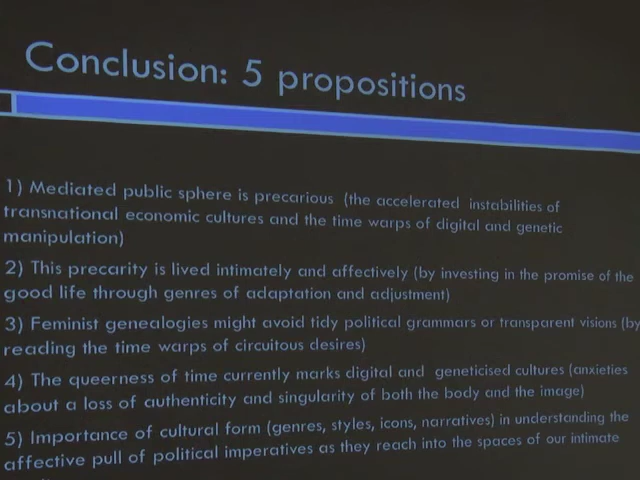 Conclusion: 5 propositions
1) Mediated public sphere is precarious (the accelerated instabilities of
transnational economic cultures and the time warps of digital and genetic
manipulation)
2) This precarity is lived intimately and affectively (by investing in the promise of the
good life through genres of adaptation and adjustment)
3) Feminist genealogies might avoid tidy political grammars or transparent visions (by
reading the time warps of circuitous desires)
4) The queerness of time currently marks digital and geneticised cultures (anxieties
about a loss of authenticity and singularity of both the body and the image)
5) Importance of cultural form (genres, styles, icons, narratives) in understanding the
affective pull of political imperatives as they reach into the spaces of our intimate